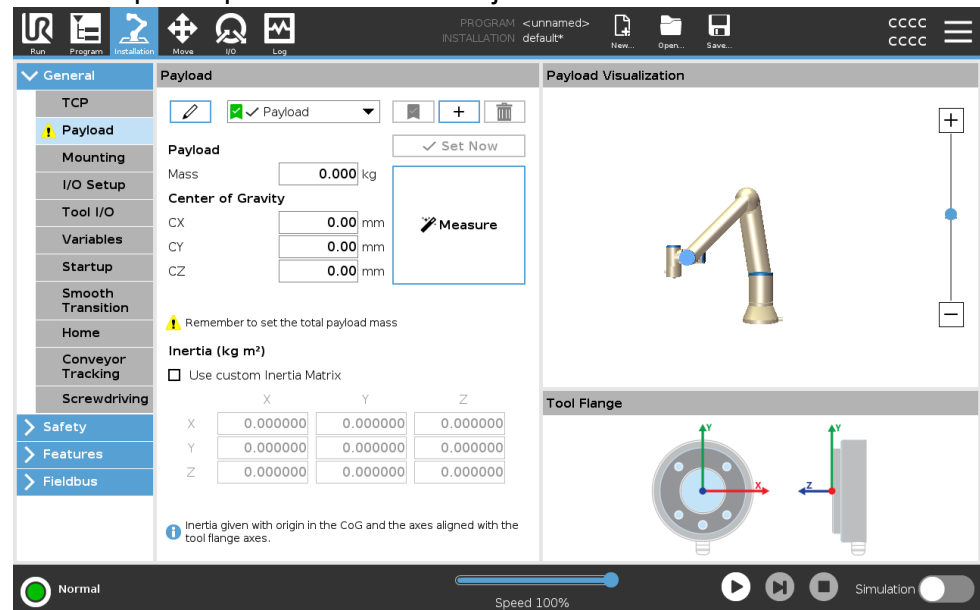 PROGRAM <unnamed>
INSTALLATION default*
CCCC
CCCC
Run Program Installation Move I/O Log New... Open... Save...
General
TCP
Payload
Mounting
I/O Setup
Tool I/O
Variables
Startup
Smooth
Transition
Home
Conveyor
Tracking
Screwdriving
Safety
Features
Fieldbus
Payload
Payload
Payload
Set Now
Mass 0.000 kg
Center of Gravity
CX 0.00 mm
CY 0.00 mm
CZ 0.00 mm
Measure
Remember to set the total payload mass
Inertia (kg m²)
Use custom Inertia Matrix
X Y Z
X 0.000000 0.000000 0.000000
Y 0.000000 0.000000 0.000000
Z 0.000000 0.000000 0.000000
Inertia given with origin in the CoG and the axes aligned with the
tool flange axes.
Payload Visualization
Tool Flange
Y Y
X Z
Normal
Speed 100%
Simulation